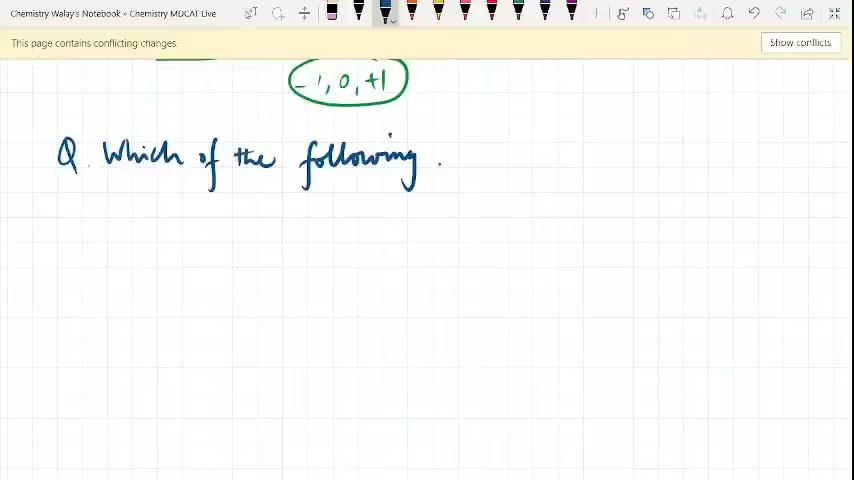 Chemistry Walay's Notebook » Chemistry MDCAT Live
This page contains conflicting changes.
Show conflicts
-1, 0, +1
Q. Which of the following.